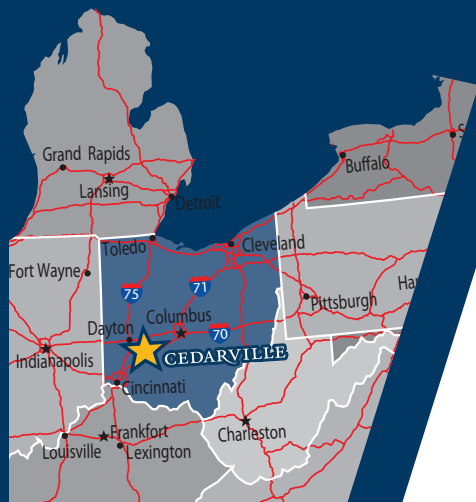 Grand Rapids
Lansing
Detroit
Buffalo
Toledo
Cleveland
Fort Wayne
75
71
Pittsburgh
Columbus
Dayton
70
CEDARVILLE
Indianapolis
Cincinnati
Frankfort
Louisville
Lexington
Charleston